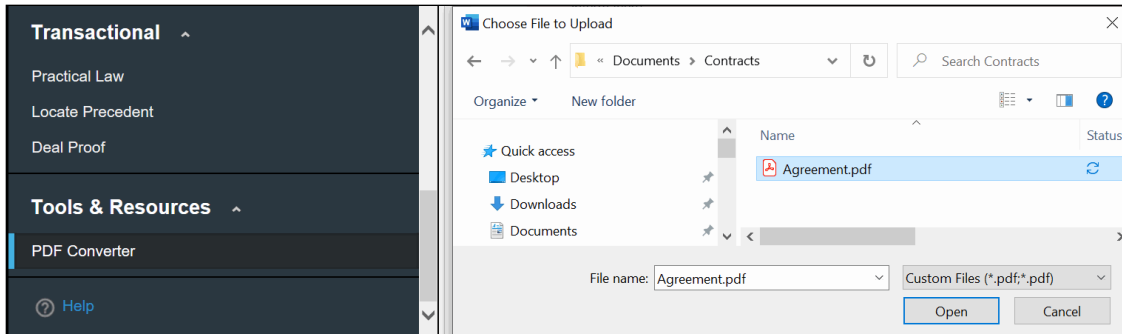 Transactional
Practical Law
Locate Precedent
Deal Proof
Tools & Resources
PDF Converter
? Help
W Choose File to Upload
« Documents > Contracts
Search Contracts
Organize
New folder
?
Quick access
Desktop
Downloads
Documents
Name Status
Agreement.pdf
File name: Agreement.pdf
Custom Files (*.pdf;*.pdf)
Open Cancel